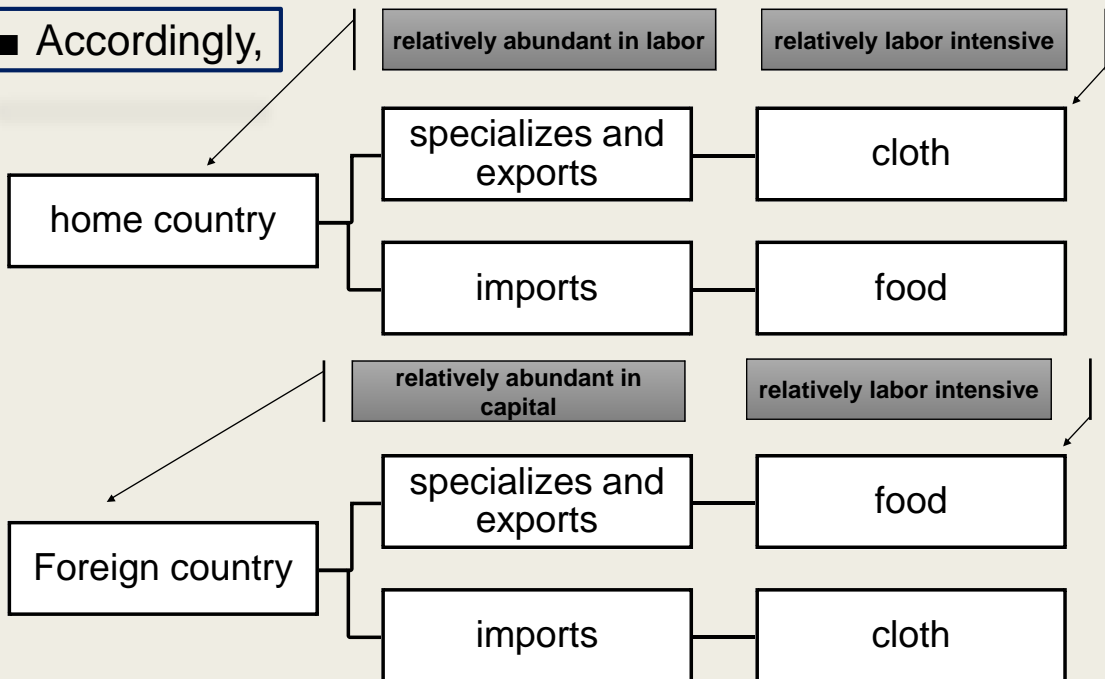 ■ Accordingly,
relatively abundant in labor
relatively labor intensive
specializes and
exports
cloth
home country
imports
food
relatively abundant in
capital
relatively labor intensive
specializes and
exports
food
Foreign country
imports
cloth